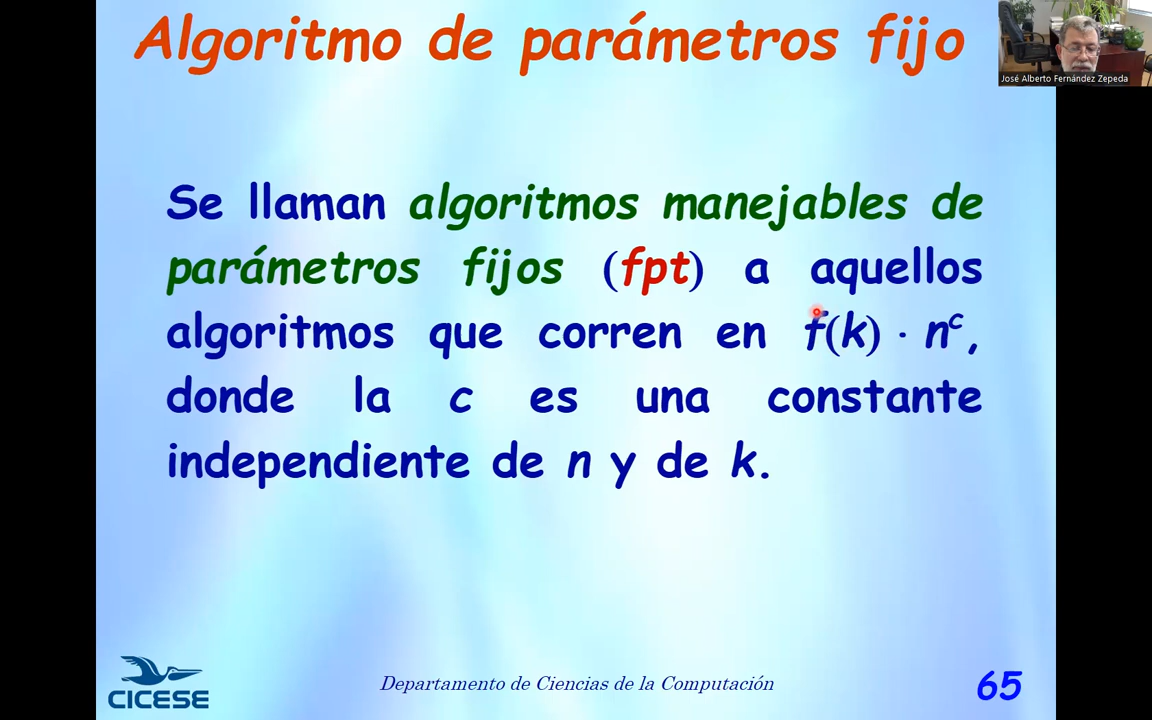 Algoritmo de parámetros fijo
José Alberto Fernández Zepeda
Se llaman algoritmos manejables de
parámetros fijos (fpt) a aquellos
algoritmos que corren en f(k) · nᶜ,
donde la c es una constante
independiente de n y de k.
CICESE
Departamento de Ciencias de la Computación
65